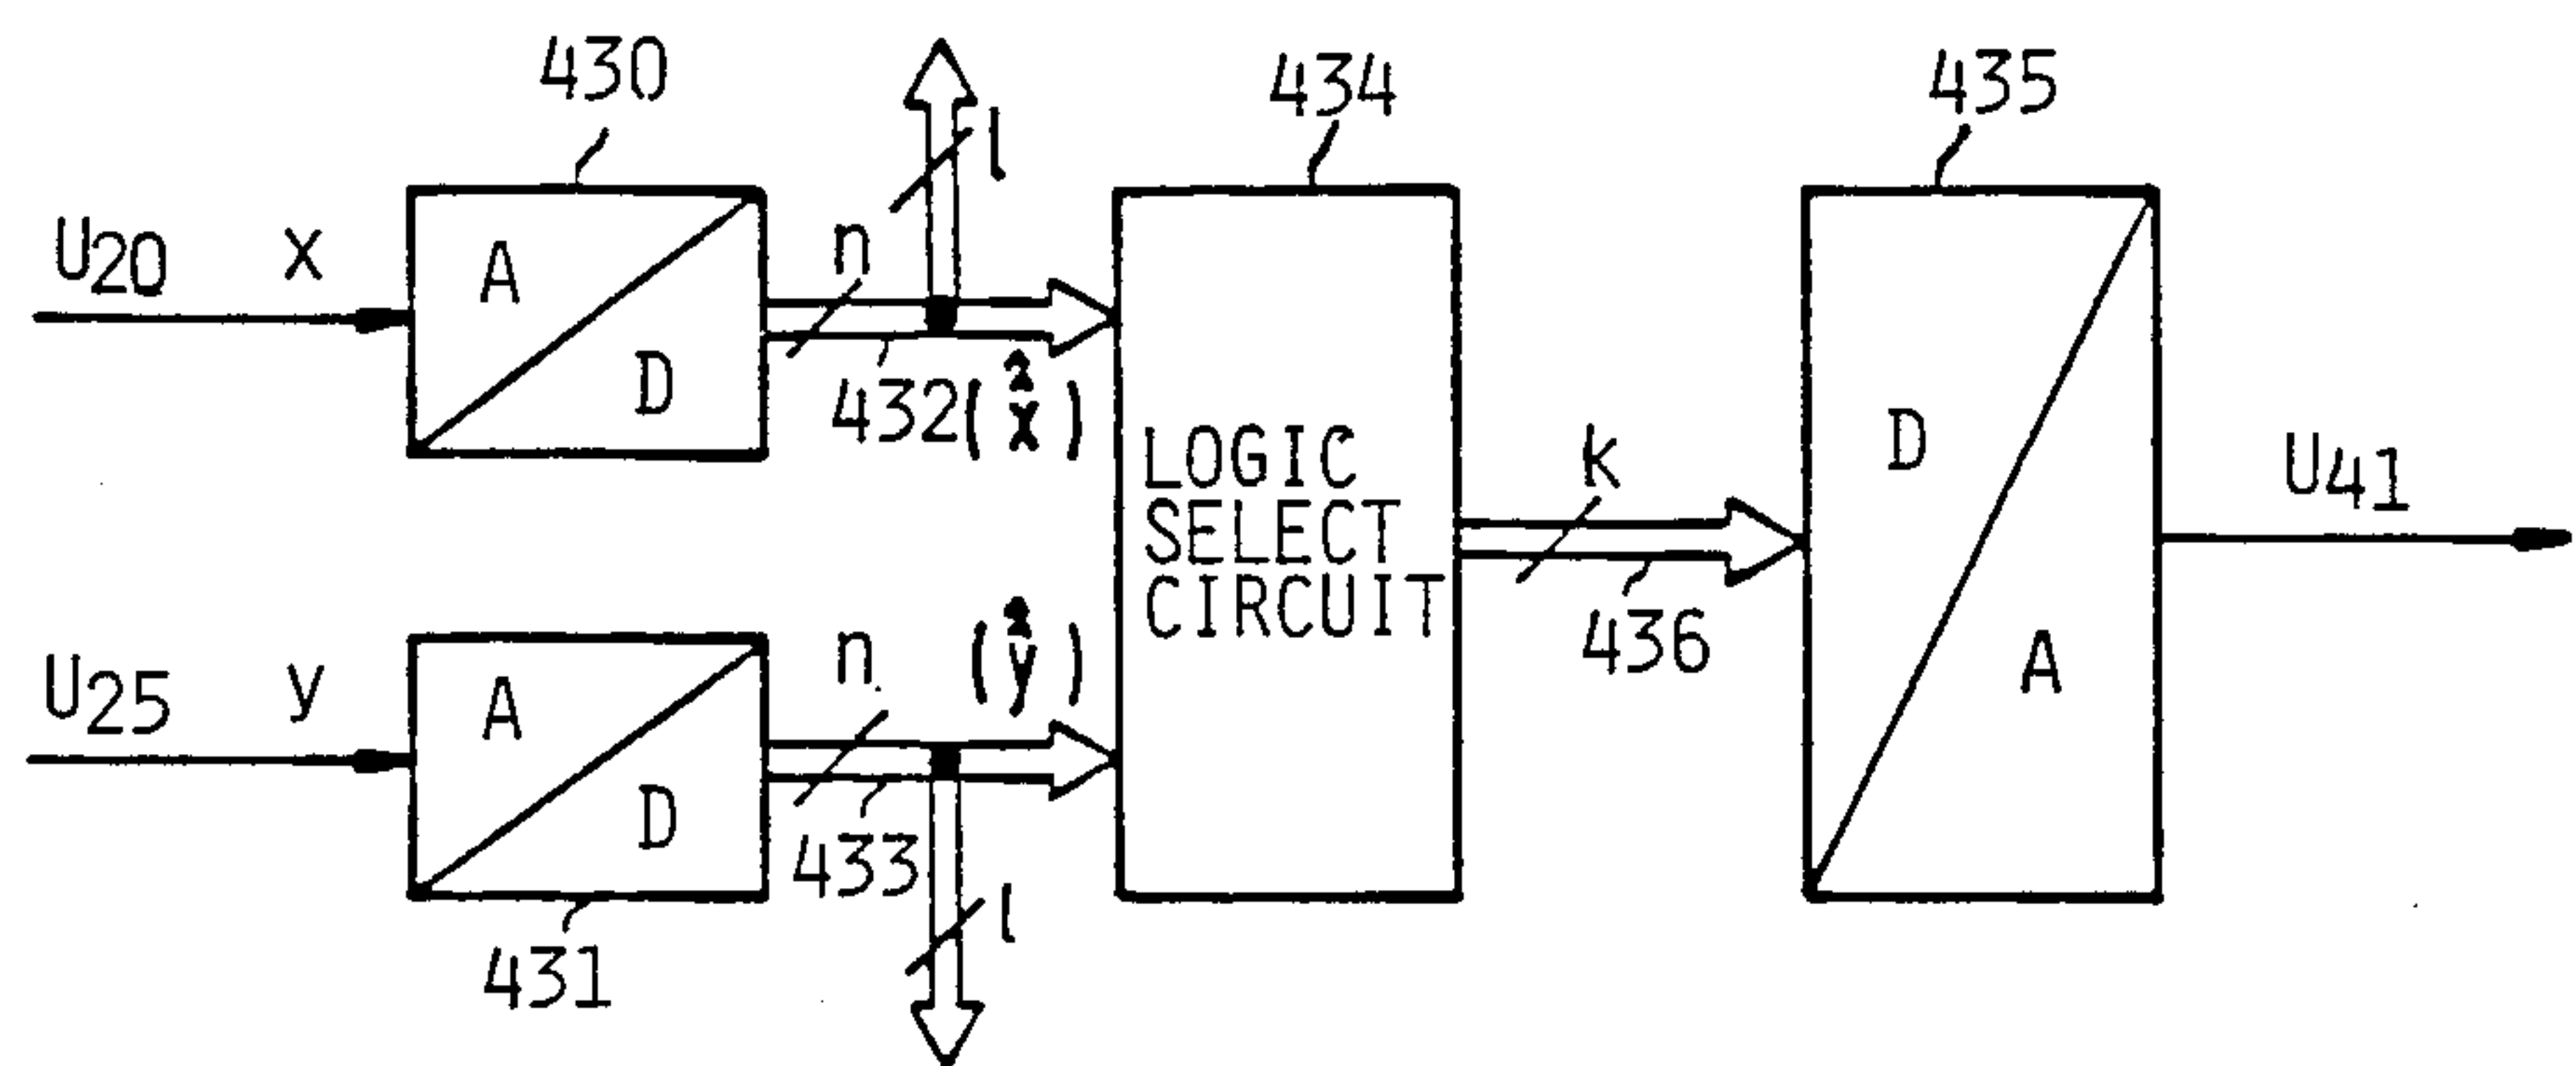 430
434
435
l
U20 x
A
D
n
432(x̂)
LOGIC
SELECT
CIRCUIT
k
436
D
A
U41
U25 y
A
D
n (ŷ)
433
l
431